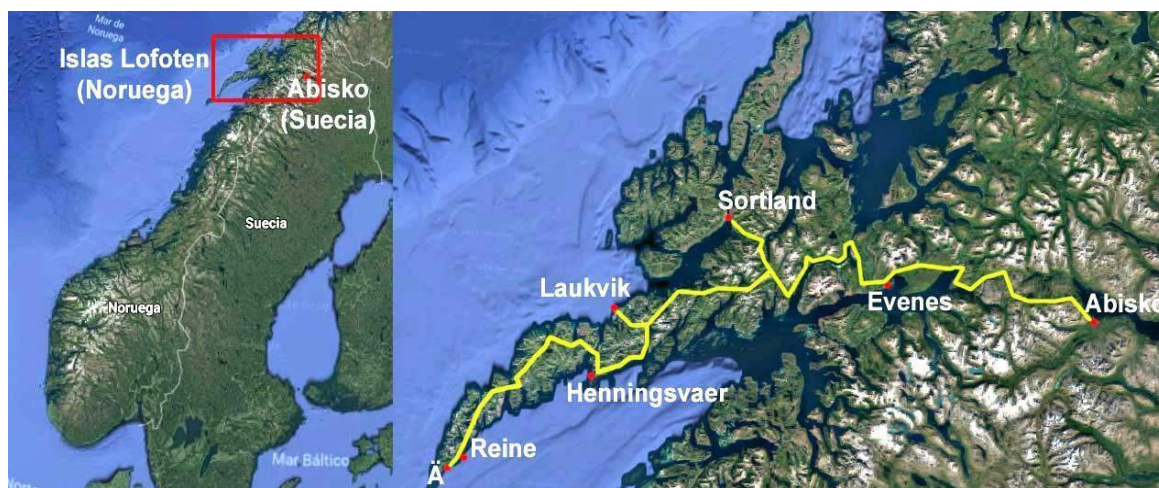 Mar de
Noruega
Islas Lofoten
(Noruega)
Abisko
(Suecia)
Suecia
Noruega
Mar Báltico
Sortland
Laukvik
Evenes
Abisko
Henningsvaer
Reine
Ä